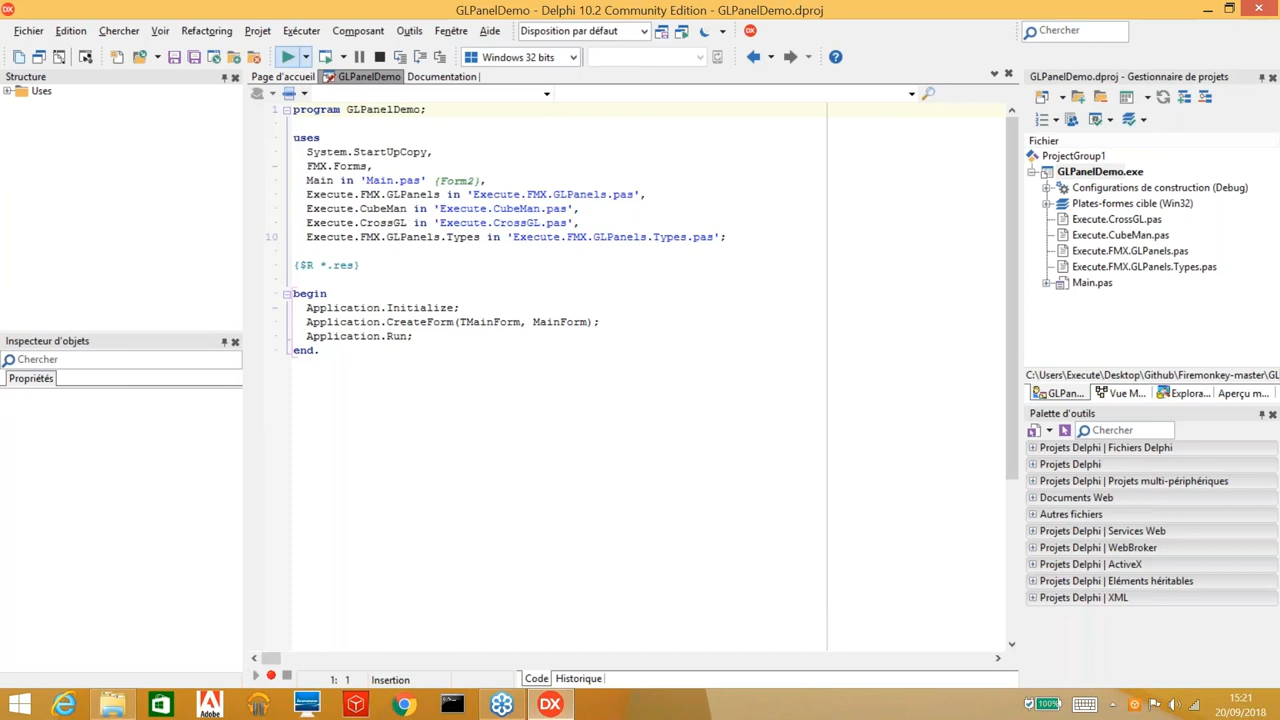 GLPanelDemo - Delphi 10.2 Community Edition - GLPanelDemo.dproj
Fichier Edition Chercher Voir Refactoring Projet Exécuter Composant Outils Fenêtre Aide Disposition par défaut Chercher
Windows 32 bits
Structure
Uses
Page d'accueil GLPanelDemo Documentation
1 program GLPanelDemo;
uses
System.StartUpCopy,
FMX.Forms,
Main in 'Main.pas' {Form2},
Execute.FMX.GLPanels in 'Execute.FMX.GLPanels.pas',
Execute.CubeMan in 'Execute.CubeMan.pas',
Execute.CrossGL in 'Execute.CrossGL.pas',
10 Execute.FMX.GLPanels.Types in 'Execute.FMX.GLPanels.Types.pas';
{$R *.res}
begin
Application.Initialize;
Application.CreateForm(TMainForm, MainForm);
Application.Run;
end.
Inspecteur d'objets
Chercher
Propriétés
1: 1 Insertion Code Historique
GLPanelDemo.dproj - Gestionnaire de projets
Fichier
ProjectGroup1
GLPanelDemo.exe
Configurations de construction (Debug)
Plates-formes cible (Win32)
Execute.CrossGL.pas
Execute.CubeMan.pas
Execute.FMX.GLPanels.pas
Execute.FMX.GLPanels.Types.pas
Main.pas
C:\Users\Execute\Desktop\Github\Firemonkey-master\GL
GLPan... Vue M... Explora... Aperçu m...
Palette d'outils
Chercher
Projets Delphi | Fichiers Delphi
Projets Delphi
Projets Delphi | Projets multi-périphériques
Documents Web
Autres fichiers
Projets Delphi | Services Web
Projets Delphi | WebBroker
Projets Delphi | ActiveX
Projets Delphi | Eléments héritables
Projets Delphi | XML
Adobe
DX
100%
15:21
20/09/2018